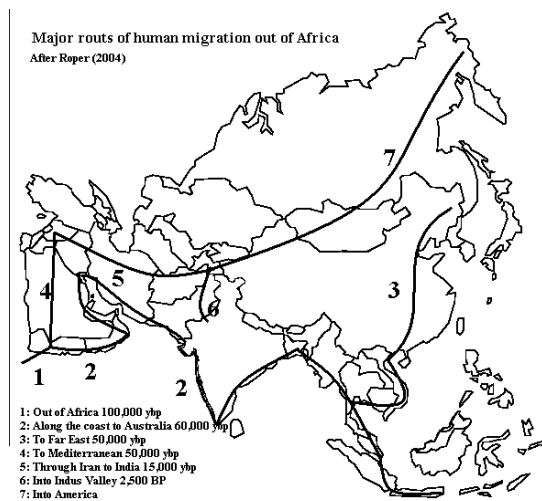 Major routs of human migration out of Africa
After Roper (2004)
7
5
4
6
3
1
2
2
1: Out of Africa 100,000 ybp
2: Along the coast to Australia 60,000 ybp
3: To Far East 50,000 ybp
4: To Mediterranean 50,000 ybp
5: Through Iran to India 15,000 ybp
6: Into Indus Valley 2,500 BP
7: Into America